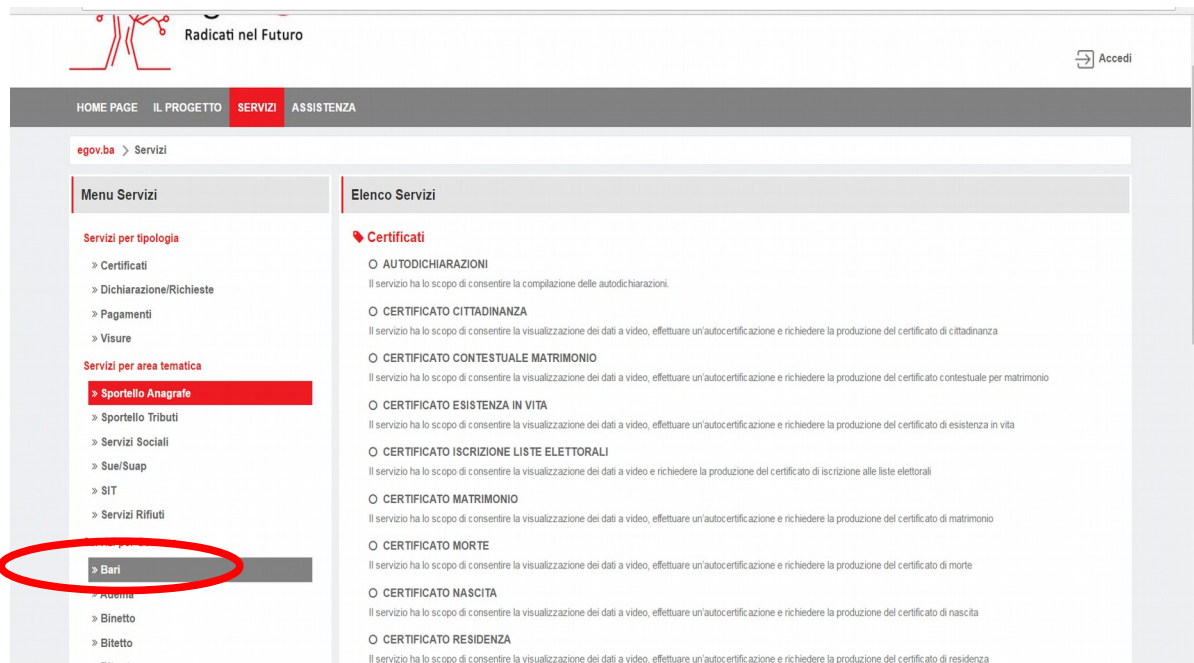 Radicati nel Futuro
Accedi
HOME PAGE IL PROGETTO SERVIZI ASSISTENZA
egov.ba > Servizi
Menu Servizi
Servizi per tipologia
» Certificati
» Dichiarazione/Richieste
» Pagamenti
» Visure
Servizi per area tematica
» Sportello Anagrafe
» Sportello Tributi
» Servizi Sociali
» Sue/Suap
» SIT
» Servizi Rifiuti
» Bari
» Binetto
» Bitetto
Elenco Servizi
Certificati
AUTODICHIARAZIONI
Il servizio ha lo scopo di consentire la compilazione delle autodichiarazioni.
CERTIFICATO CITTADINANZA
Il servizio ha lo scopo di consentire la visualizzazione dei dati a video, effettuare un'autocertificazione e richiedere la produzione del certificato di cittadinanza
CERTIFICATO CONTESTUALE MATRIMONIO
Il servizio ha lo scopo di consentire la visualizzazione dei dati a video, effettuare un'autocertificazione e richiedere la produzione del certificato contestuale per matrimonio
CERTIFICATO ESISTENZA IN VITA
Il servizio ha lo scopo di consentire la visualizzazione dei dati a video, effettuare un'autocertificazione e richiedere la produzione del certificato di esistenza in vita
CERTIFICATO ISCRIZIONE LISTE ELETTORALI
Il servizio ha lo scopo di consentire la visualizzazione dei dati a video e richiedere la produzione del certificato di iscrizione alle liste elettorali
CERTIFICATO MATRIMONIO
Il servizio ha lo scopo di consentire la visualizzazione dei dati a video, effettuare un'autocertificazione e richiedere la produzione del certificato di matrimonio
CERTIFICATO MORTE
Il servizio ha lo scopo di consentire la visualizzazione dei dati a video, effettuare un'autocertificazione e richiedere la produzione del certificato di morte
CERTIFICATO NASCITA
Il servizio ha lo scopo di consentire la visualizzazione dei dati a video, effettuare un'autocertificazione e richiedere la produzione del certificato di nascita
CERTIFICATO RESIDENZA
Il servizio ha lo scopo di consentire la visualizzazione dei dati a video, effettuare un'autocertificazione e richiedere la produzione del certificato di residenza